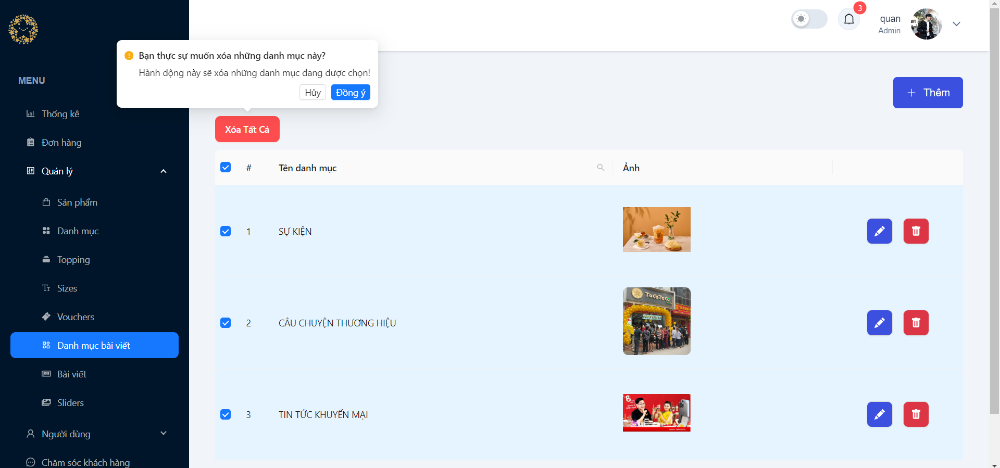 3
quan
Admin
Bạn thực sự muốn xóa những danh mục này?
Hành động này sẽ xóa những danh mục đang được chọn!
Hủy
Đồng ý
MENU
Thống kê
Đơn hàng
Quản lý
Sản phẩm
Danh mục
Topping
Sizes
Vouchers
Danh mục bài viết
Bài viết
Sliders
Người dùng
Chăm sóc khách hàng
Thêm
Xóa Tất Cả
#
Tên danh mục
Ảnh
1
SỰ KIỆN
2
CÂU CHUYỆN THƯƠNG HIỆU
ToCoToCo
3
TIN TỨC KHUYẾN MẠI
8